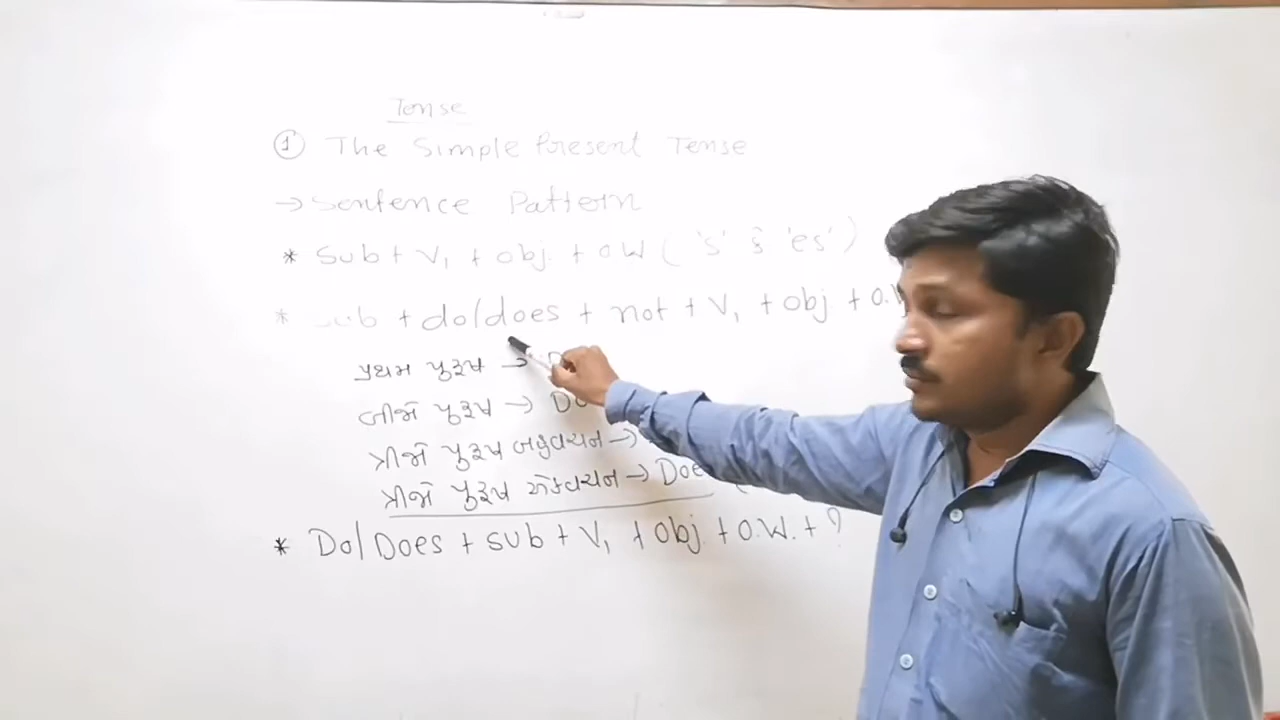 Tense
① The Simple Present Tense
→ Sentence Pattern
* Sub + V₁ + obj. + O.W ( 's' & 'es' )
* Sub + do/does + not + V₁ + obj + O.W
પ્રથમ પુરૂષ → D
બીજો પુરૂષ → Do
ત્રીજો પુરૂષ બહુવચન →
ત્રીજો પુરૂષ એકવચન → Does
* Do/Does + sub + V₁ + obj. + O.W. + ?